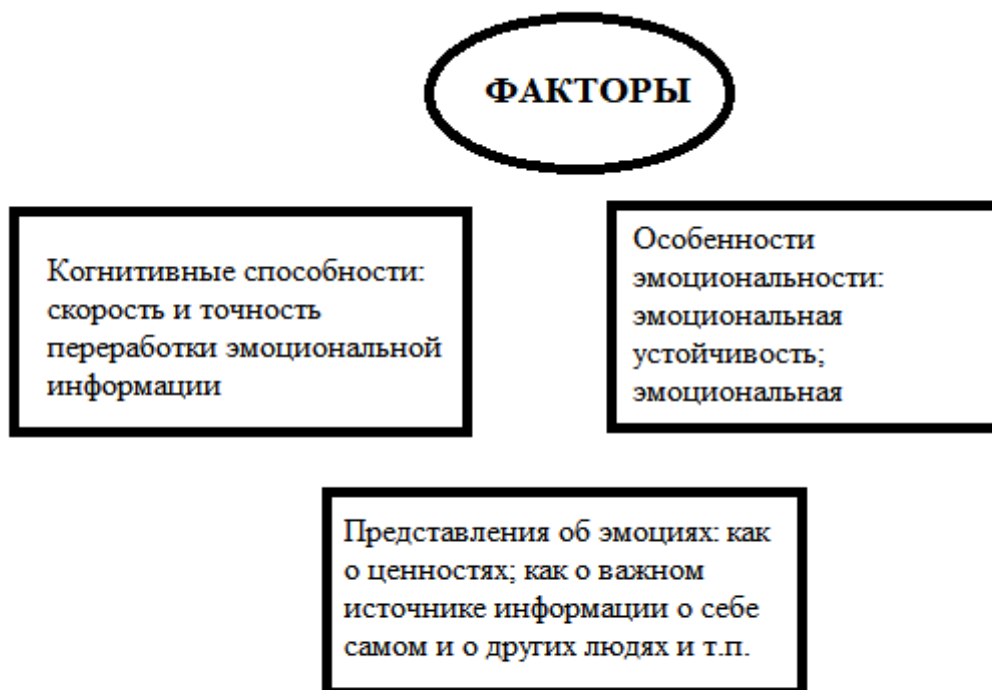 ФАКТОРЫ
Когнитивные способности:
скорость и точность
переработки эмоциональной
информации
Особенности
эмоциональности:
эмоциональная
устойчивость;
эмоциональная
Представления об эмоциях: как
о ценностях; как о важном
источнике информации о себе
самом и о других людях и т.п.